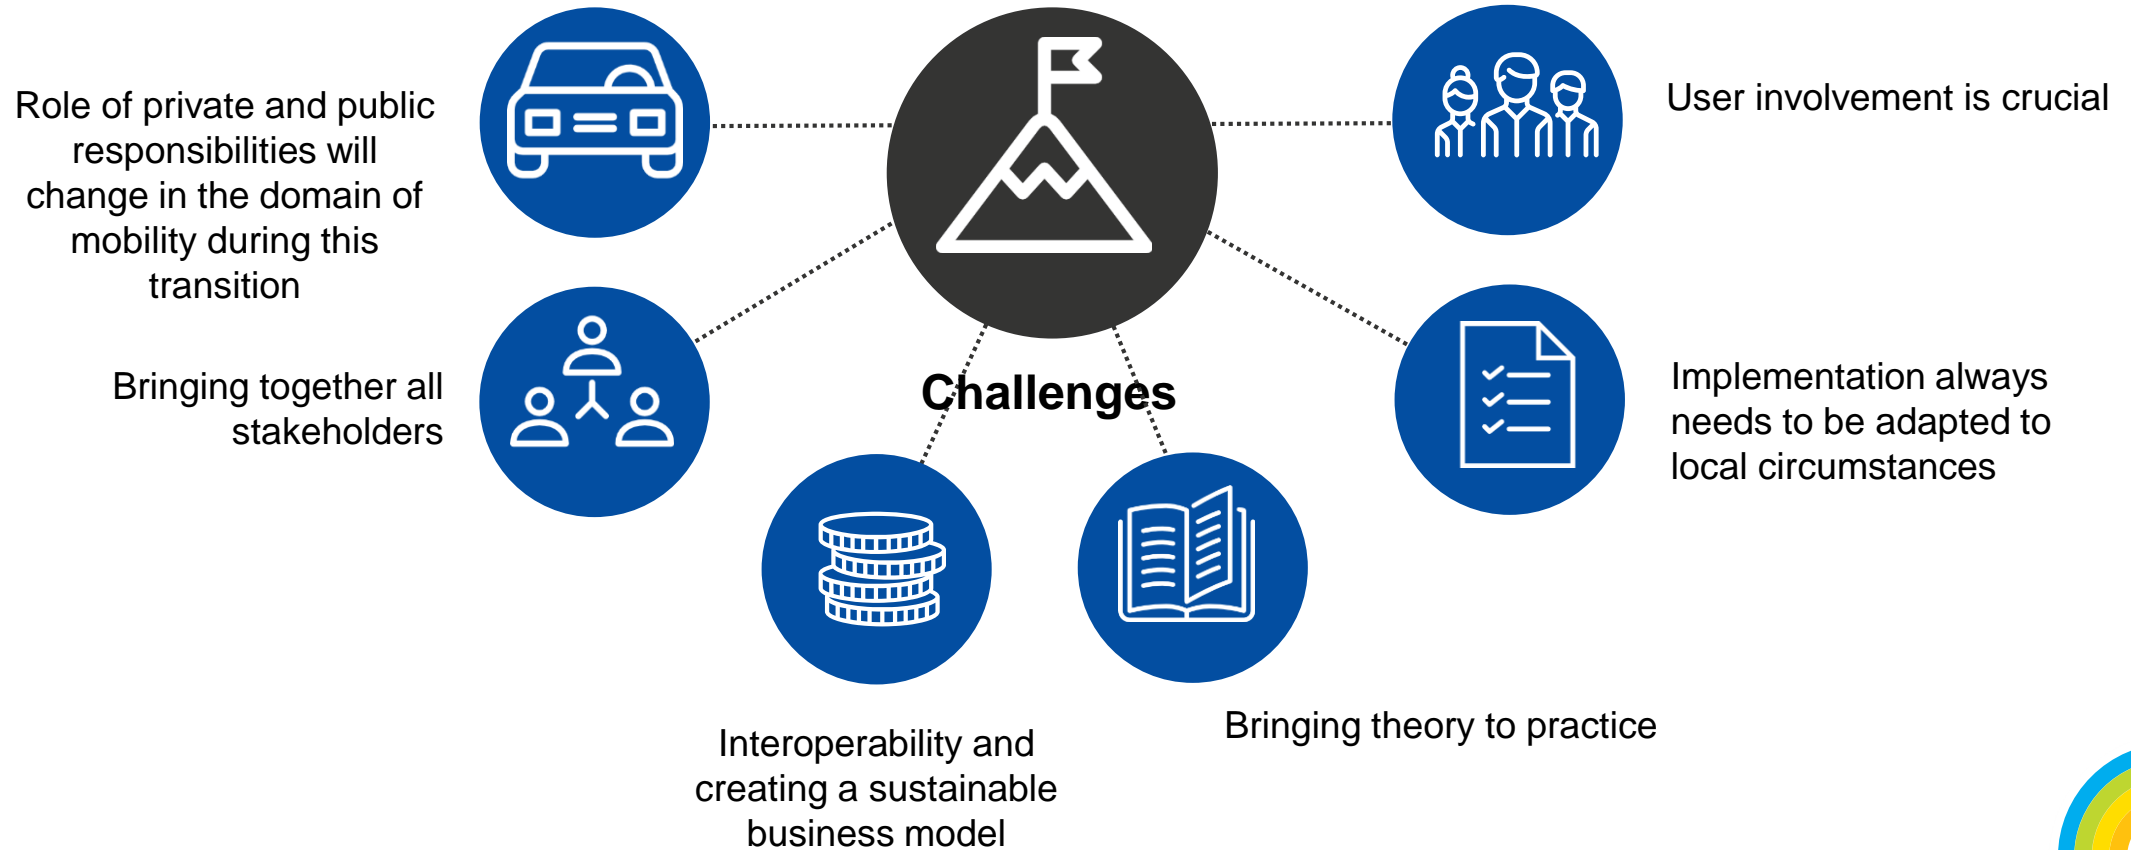 Role of private and public
responsibilities will
change in the domain of
mobility during this
transition
Bringing together all
stakeholders
Challenges
User involvement is crucial
Implementation always
needs to be adapted to
local circumstances
Interoperability and
creating a sustainable
business model
Bringing theory to practice